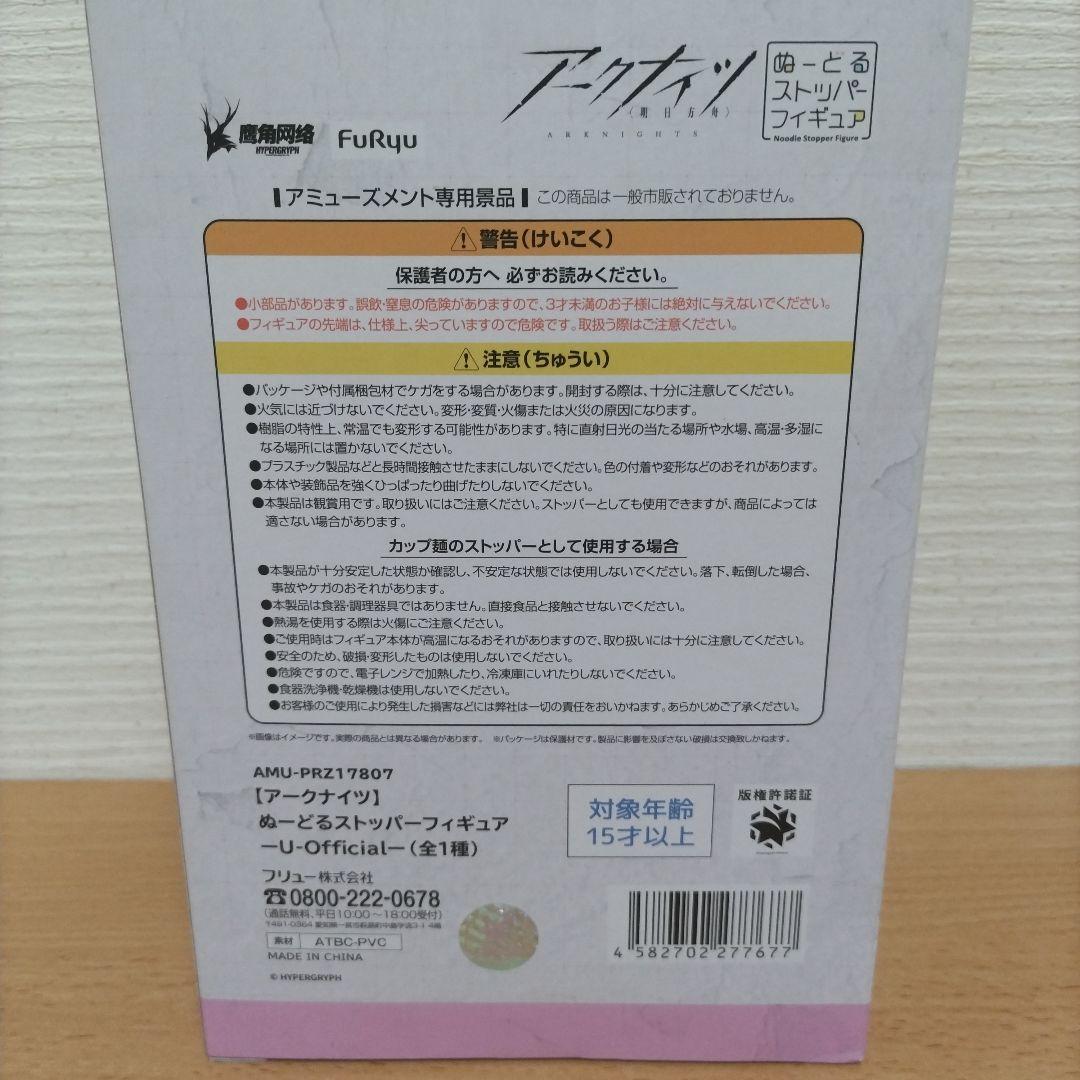 アークナイツ
〈明日方舟〉
ARKNIGHTS
ぬーどる
ストッパー
フィギュア
Noodle Stopper Figure
鷹角网络
HYPERGRYPH
FuRyu
アミューズメント専用景品 この商品は一般市販されておりません。
⚠警告(けいこく)
保護者の方へ 必ずお読みください。
●小部品があります。誤飲・窒息の危険がありますので、3才未満のお子様には絶対に与えないでください。
●フィギュアの先端は、仕様上、尖っていますので危険です。取扱う際はご注意ください。
⚠注意(ちゅうい)
●パッケージや付属梱包材でケガをする場合があります。開封する際は、十分に注意してください。
●火気には近づけないでください。変形・変質・火傷または火災の原因になります。
●樹脂の特性上、常温でも変形する可能性があります。特に直射日光の当たる場所や水場、高温・多湿に
なる場所には置かないでください。
●プラスチック製品などと長時間接触させたままにしないでください。色の付着や変形などのおそれがあります。
●本体や装飾品を強くひっぱったり曲げたりしないでください。
●本製品は観賞用です。取り扱いにはご注意ください。ストッパーとしても使用できますが、商品によっては
適さない場合があります。
カップ麺のストッパーとして使用する場合
●本製品が十分安定した状態か確認し、不安定な状態では使用しないでください。落下、転倒した場合、
事故やケガのおそれがあります。
●本製品は食器・調理器具ではありません。直接食品と接触させないでください。
●熱湯を使用する際は火傷にご注意ください。
●ご使用時はフィギュア本体が高温になるおそれがありますので、取り扱いには十分に注意してください。
●安全のため、破損・変形したものは使用しないでください。
●危険ですので、電子レンジで加熱したり、冷凍庫にいれたりしないでください。
●食器洗浄機・乾燥機は使用しないでください。
●お客様のご使用により発生した損害などには弊社は一切の責任をおいかねます。あらかじめご了承ください。
※画像はイメージです。実際の商品とは異なる場合があります。 ※パッケージは保護材です。製品に影響を及ぼさない破損は交換致しかねます。
AMU-PRZ17807
【アークナイツ】
ぬーどるストッパーフィギュア
ーU-Officialー(全1種)
対象年齢
15才以上
版権許諾証
フリュー株式会社
☎0800-222-0678
(通話無料、平日10:00〜18:00受付)
素材 ATBC-PVC
MADE IN CHINA
© HYPERGRYPH
4 582702 277677